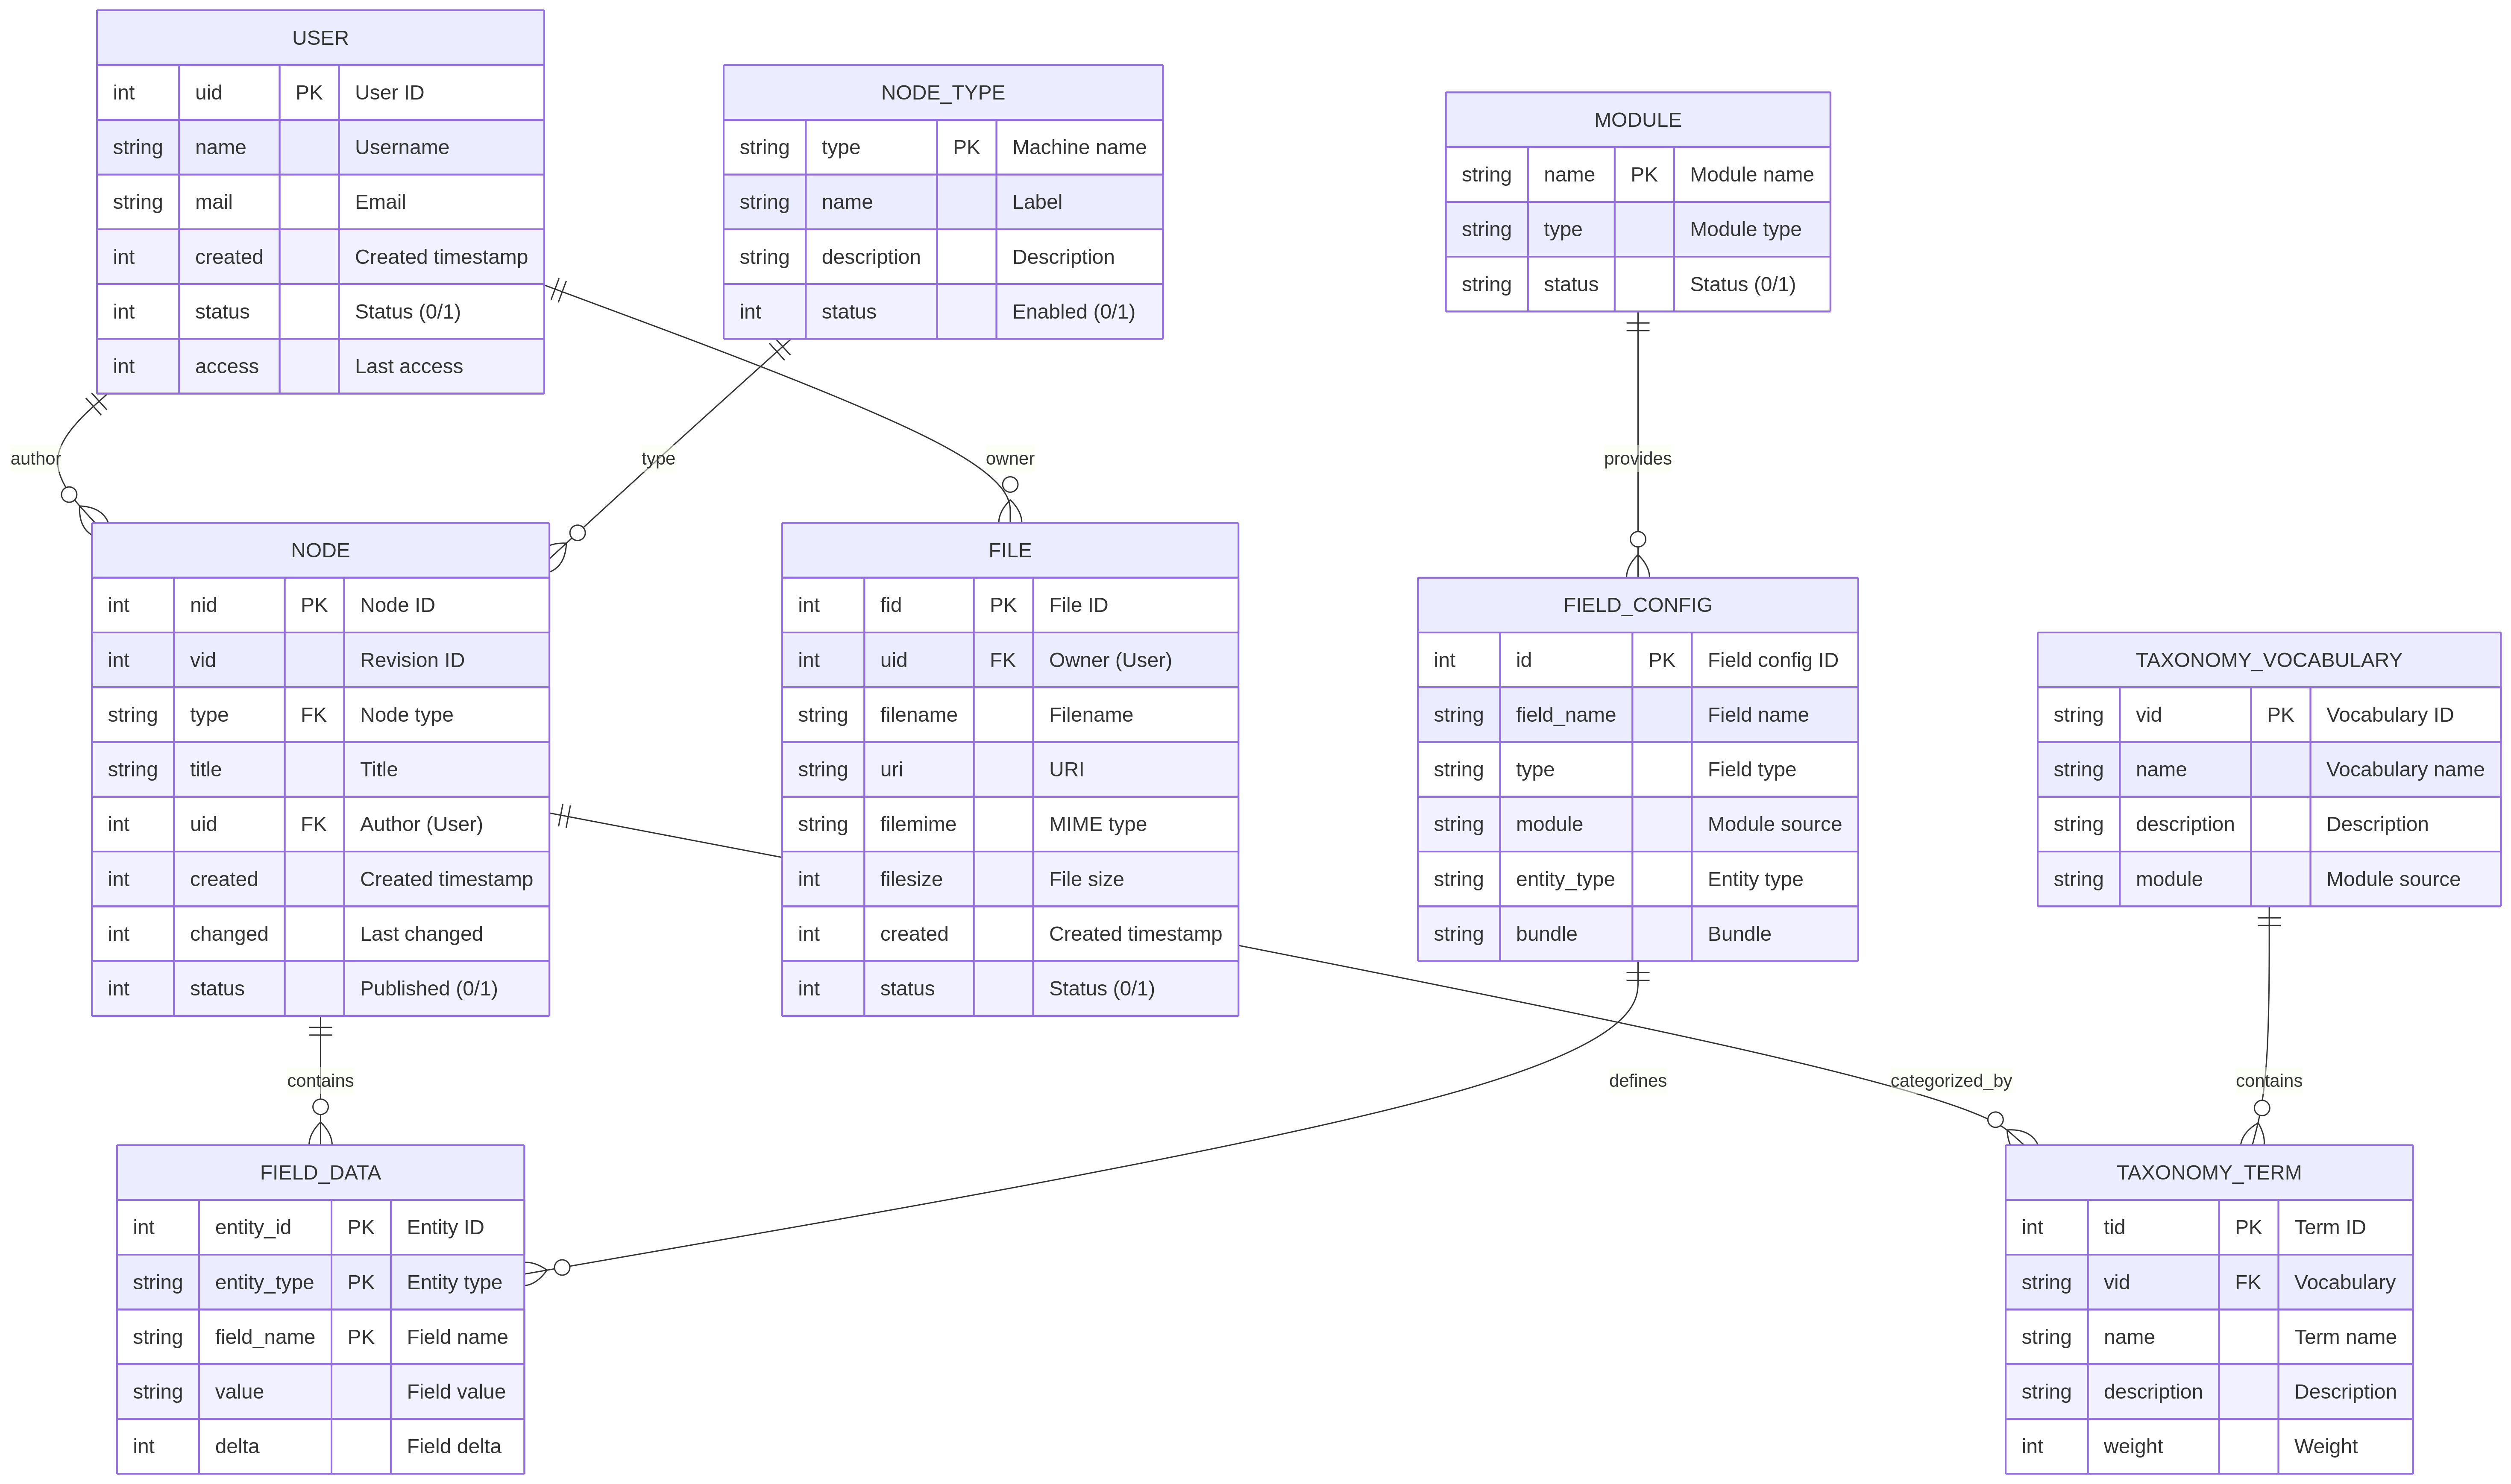 USER
int uid PK User ID
string name Username
string mail Email
int created Created timestamp
int status Status (0/1)
int access Last access
NODE_TYPE
string type PK Machine name
string name Label
string description Description
int status Enabled (0/1)
MODULE
string name PK Module name
string type Module type
string status Status (0/1)
author
type
owner
provides
NODE
int nid PK Node ID
int vid Revision ID
string type FK Node type
string title Title
int uid FK Author (User)
int created Created timestamp
int changed Last changed
int status Published (0/1)
FILE
int fid PK File ID
int uid FK Owner (User)
string filename Filename
string uri URI
string filemime MIME type
int filesize File size
int created Created timestamp
int status Status (0/1)
FIELD_CONFIG
int id PK Field config ID
string field_name Field name
string type Field type
string module Module source
string entity_type Entity type
string bundle Bundle
TAXONOMY_VOCABULARY
string vid PK Vocabulary ID
string name Vocabulary name
string description Description
string module Module source
contains
defines
categorized_by
contains
FIELD_DATA
int entity_id PK Entity ID
string entity_type PK Entity type
string field_name PK Field name
string value Field value
int delta Field delta
TAXONOMY_TERM
int tid PK Term ID
string vid FK Vocabulary
string name Term name
string description Description
int weight Weight